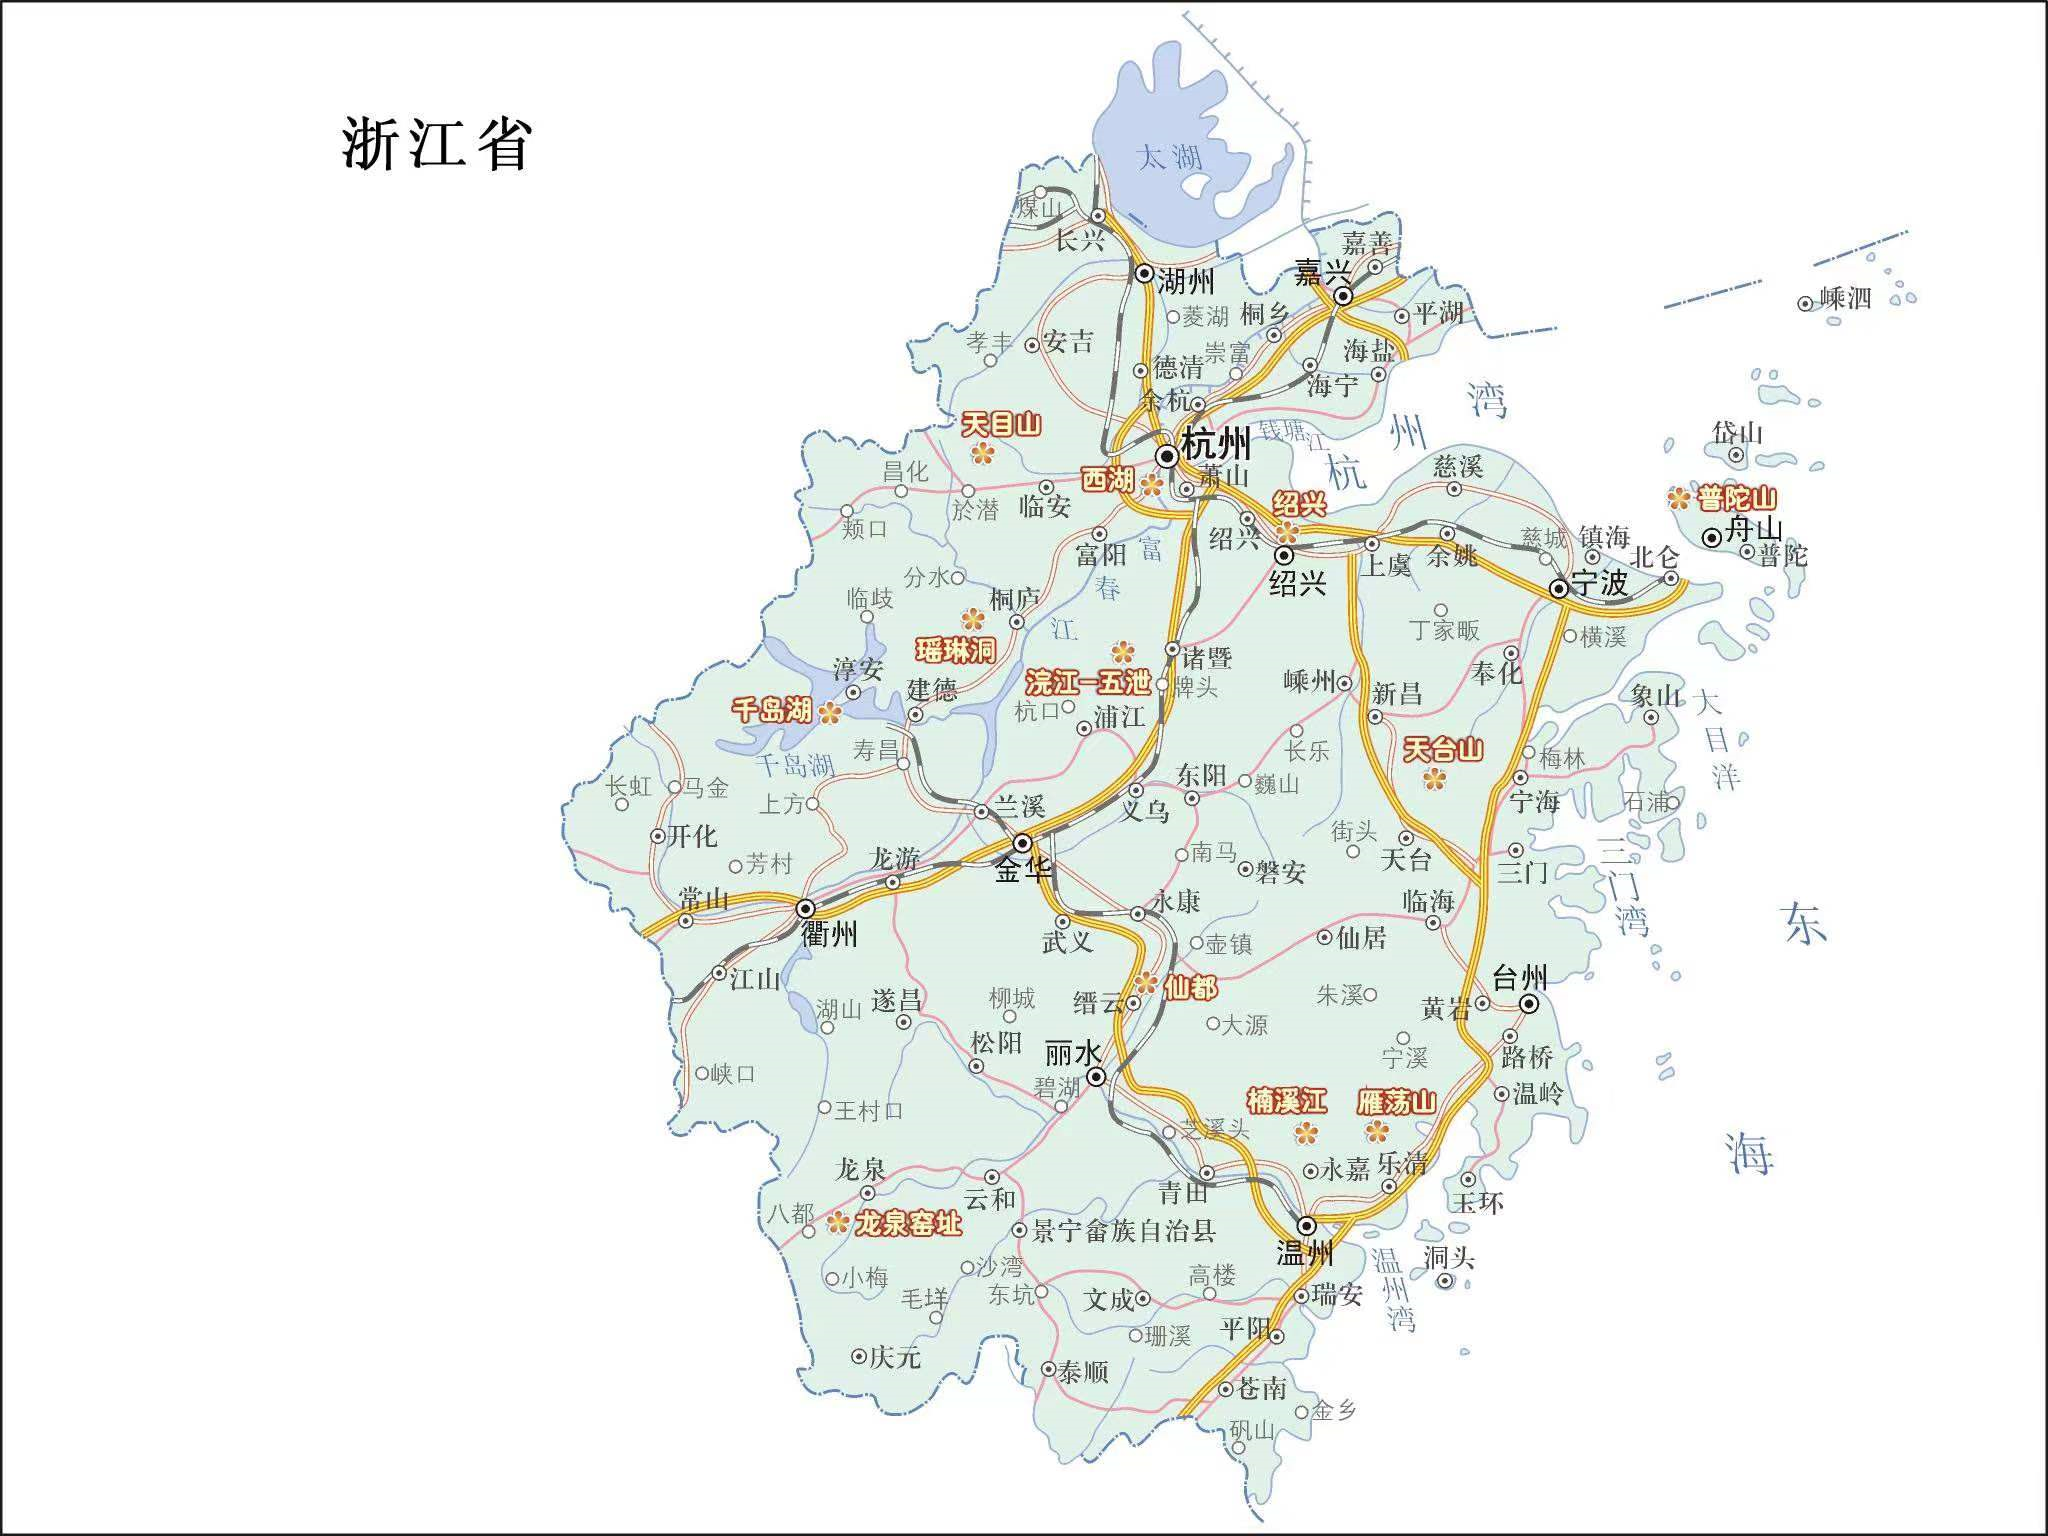 浙江省
太湖
煤山
长兴
嘉善
湖州
嘉兴
嵊泗
菱湖
桐乡
平湖
孝丰
安吉
海盐
崇富
德清
海宁
余杭
湾
州
杭
天目山
钱塘江
岱山
杭州
昌化
西湖
萧山
慈溪
普陀山
於潜
临安
绍兴
舟山
颊口
富阳
富春江
绍兴
绍兴
上虞
余姚
慈城
镇海
北仑
普陀
分水
宁波
临歧
桐庐
丁家畈
横溪
瑶琳洞
淳安
浣江-五泄
诸暨
奉化
建德
牌头
嵊州
新昌
象山
大目洋
千岛湖
杭口
浦江
寿昌
长乐
天台山
梅林
千岛湖
长虹
马金
上方
东阳
巍山
宁海
石浦
兰溪
义乌
开化
街头
三门湾
芳村
龙游
金华
南马
磐安
天台
三门
常山
永康
临海
东
衢州
武义
壶镇
仙居
江山
仙都
台州
湖山
遂昌
柳城
缙云
朱溪
黄岩
大源
松阳
丽水
宁溪
路桥
峡口
碧湖
楠溪江
雁荡山
温岭
王村口
芝溪头
海
龙泉
云和
青田
永嘉
乐清
玉环
八都
龙泉窑址
景宁畲族自治县
温州
洞头
温州湾
小梅
沙湾
东坑
高楼
毛垟
文成
瑞安
珊溪
平阳
庆元
泰顺
苍南
金乡
矾山